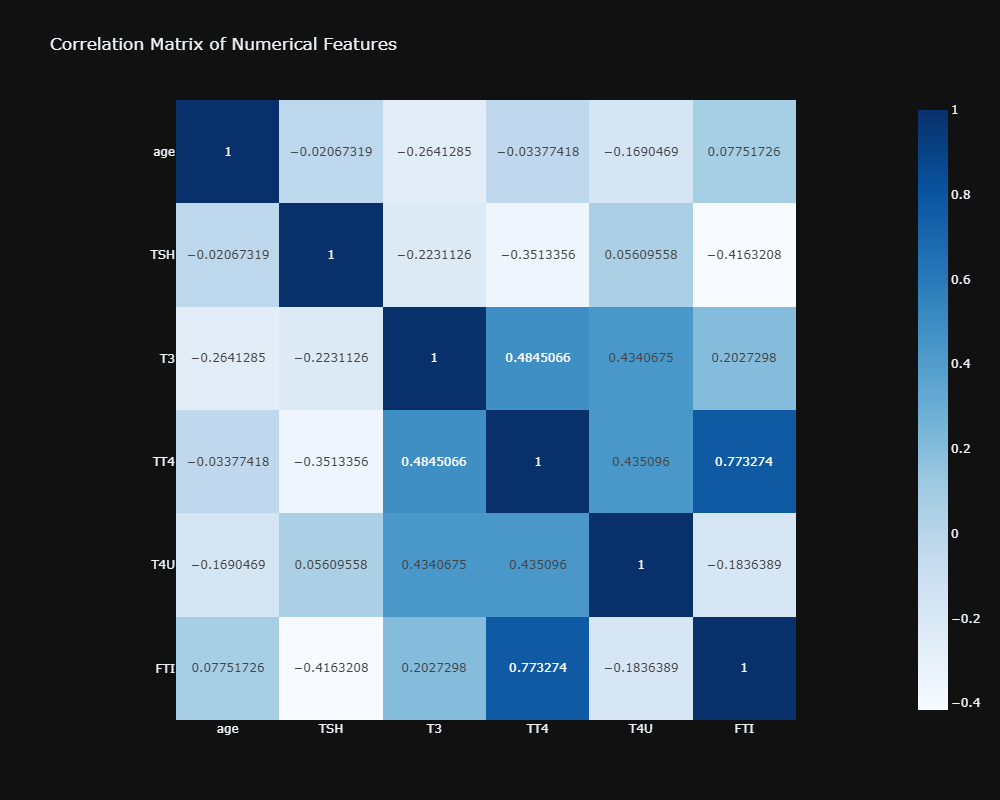 Correlation Matrix of Numerical Features
age 1 −0.02067319 −0.2641285 −0.03377418 −0.1690469 0.07751726
TSH −0.02067319 1 −0.2231126 −0.3513356 0.05609558 −0.4163208
T3 −0.2641285 −0.2231126 1 0.4845066 0.4340675 0.2027298
TT4 −0.03377418 −0.3513356 0.4845066 1 0.435096 0.773274
T4U −0.1690469 0.05609558 0.4340675 0.435096 1 −0.1836389
FTI 0.07751726 −0.4163208 0.2027298 0.773274 −0.1836389 1
age TSH T3 TT4 T4U FTI
1
0.8
0.6
0.4
0.2
0
−0.2
−0.4